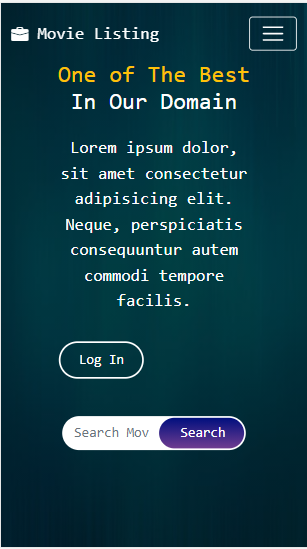 Movie Listing
One of The Best
In Our Domain
Lorem ipsum dolor,
sit amet consectetur
adipisicing elit.
Neque, perspiciatis
consequuntur autem
commodi tempore
facilis.
Log In
Search Mov
Search